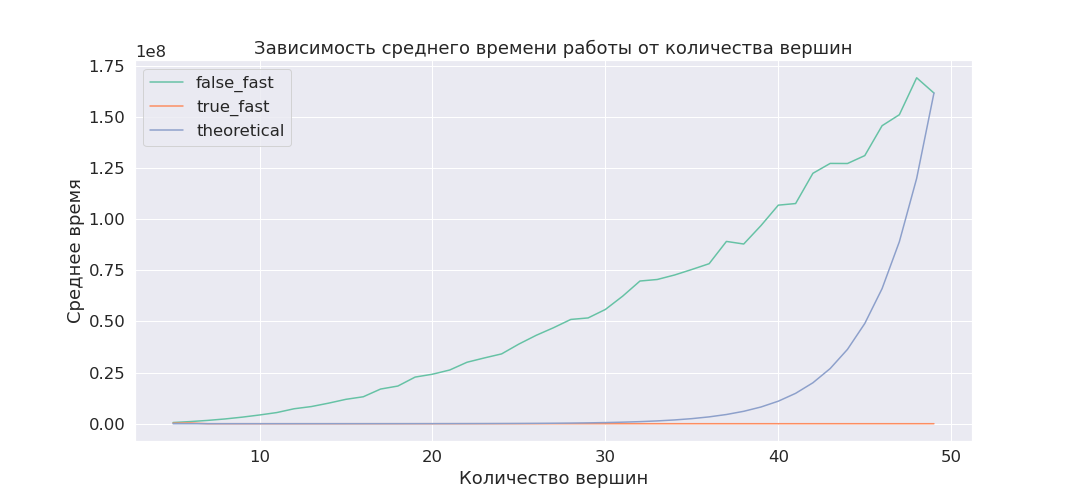 Зависимость среднего времени работы от количества вершин
1e8
1.75
1.50
1.25
1.00
0.75
0.50
0.25
0.00
Среднее время
false_fast
true_fast
theoretical
10
20
30
40
50
Количество вершин